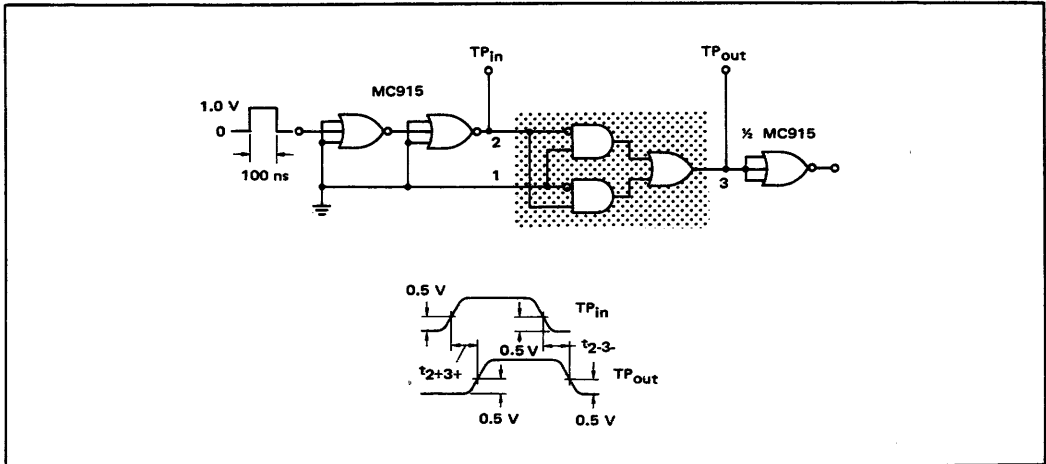 TPin
TPout
MC915
1.0 V
½ MC915
0
2
100 ns
1
3
0.5 V
TPin
0.5 V
t2-3-
t2+3+
TPout
0.5 V
0.5 V